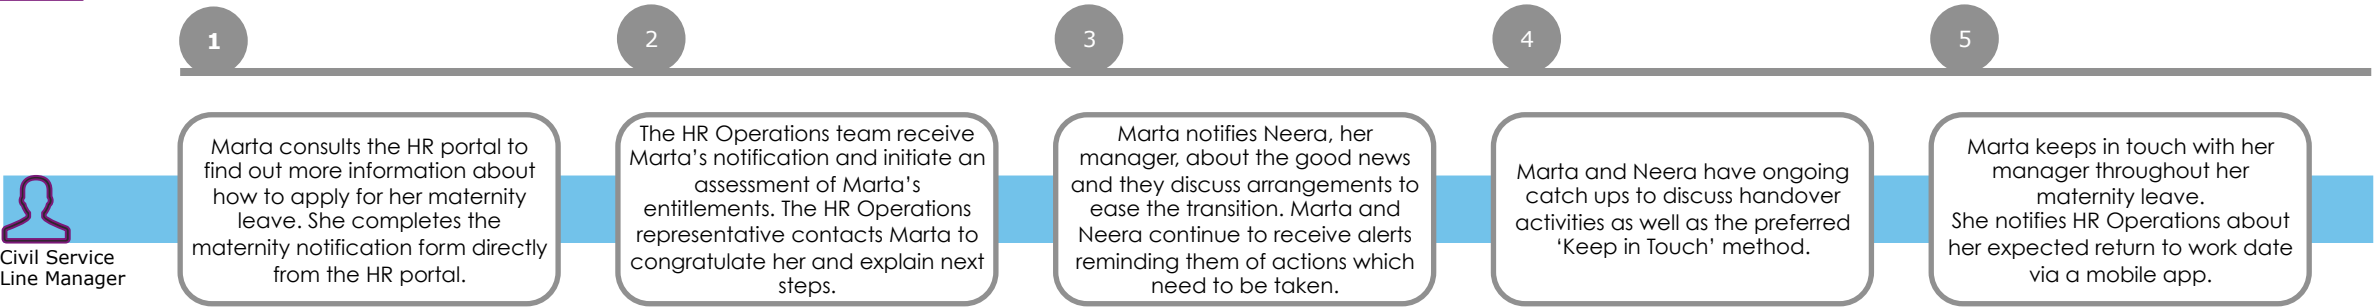 1
2
3
4
5
Civil Service
Line Manager
Marta consults the HR portal to
find out more information about
how to apply for her maternity
leave. She completes the
maternity notification form directly
from the HR portal.
The HR Operations team receive
Marta’s notification and initiate an
assessment of Marta’s
entitlements. The HR Operations
representative contacts Marta to
congratulate her and explain next
steps.
Marta notifies Neera, her
manager, about the good news
and they discuss arrangements to
ease the transition. Marta and
Neera continue to receive alerts
reminding them of actions which
need to be taken.
Marta and Neera have ongoing
catch ups to discuss handover
activities as well as the preferred
‘Keep in Touch’ method.
Marta keeps in touch with her
manager throughout her
maternity leave.
She notifies HR Operations about
her expected return to work date
via a mobile app.